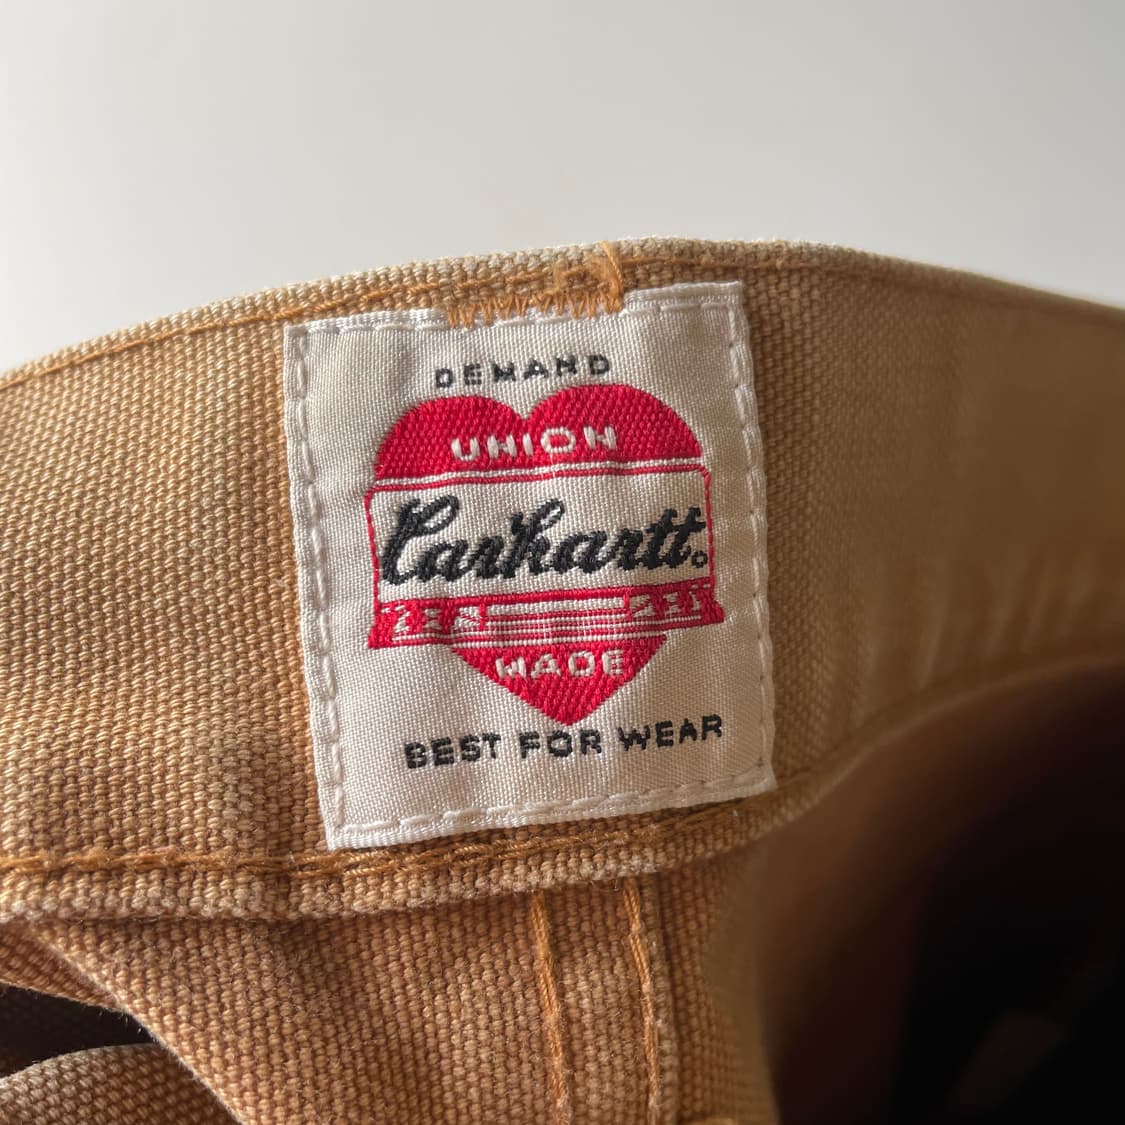 DEMAND
UNION
Carhartt
MADE
BEST FOR WEAR